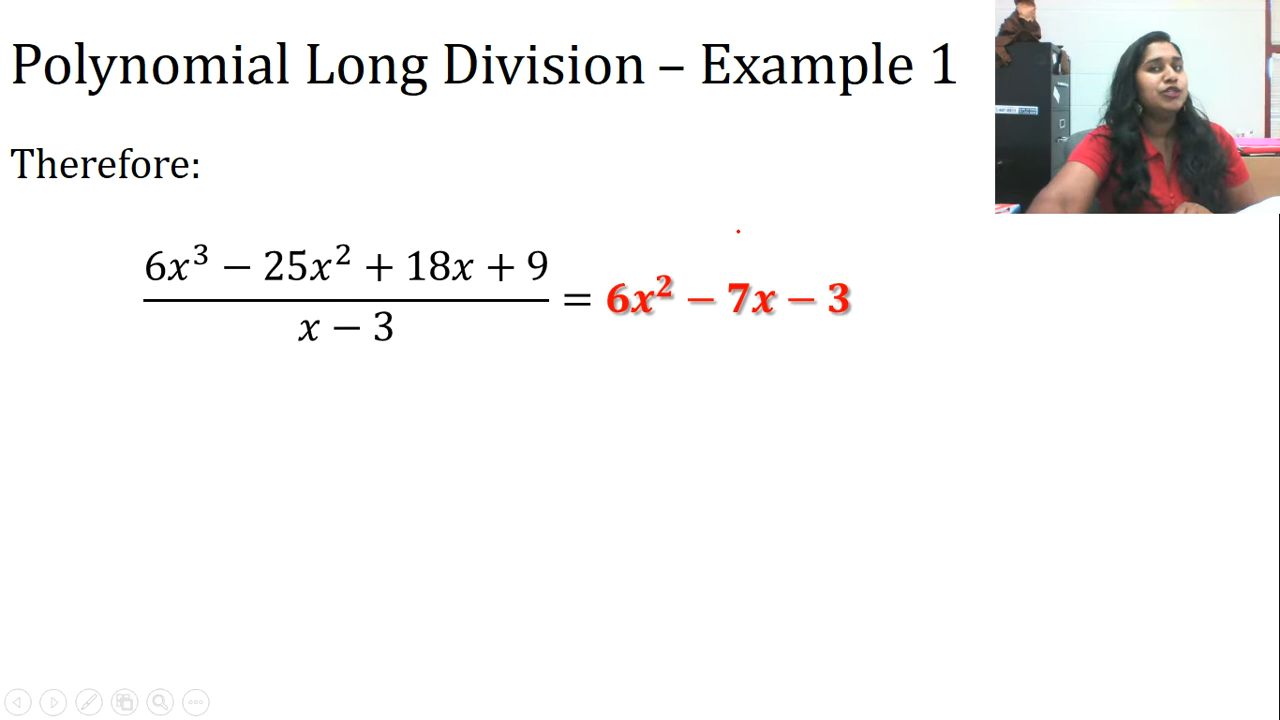 Polynomial Long Division – Example 1
Therefore:
6x³ − 25x² + 18x + 9
x − 3
= 6x² − 7x − 3